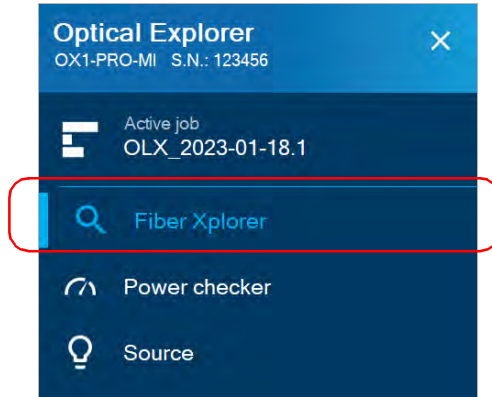 Optical Explorer
OX1-PRO-MI S.N.: 123456
Active job
OLX_2023-01-18.1
Fiber Xplorer
Power checker
Source